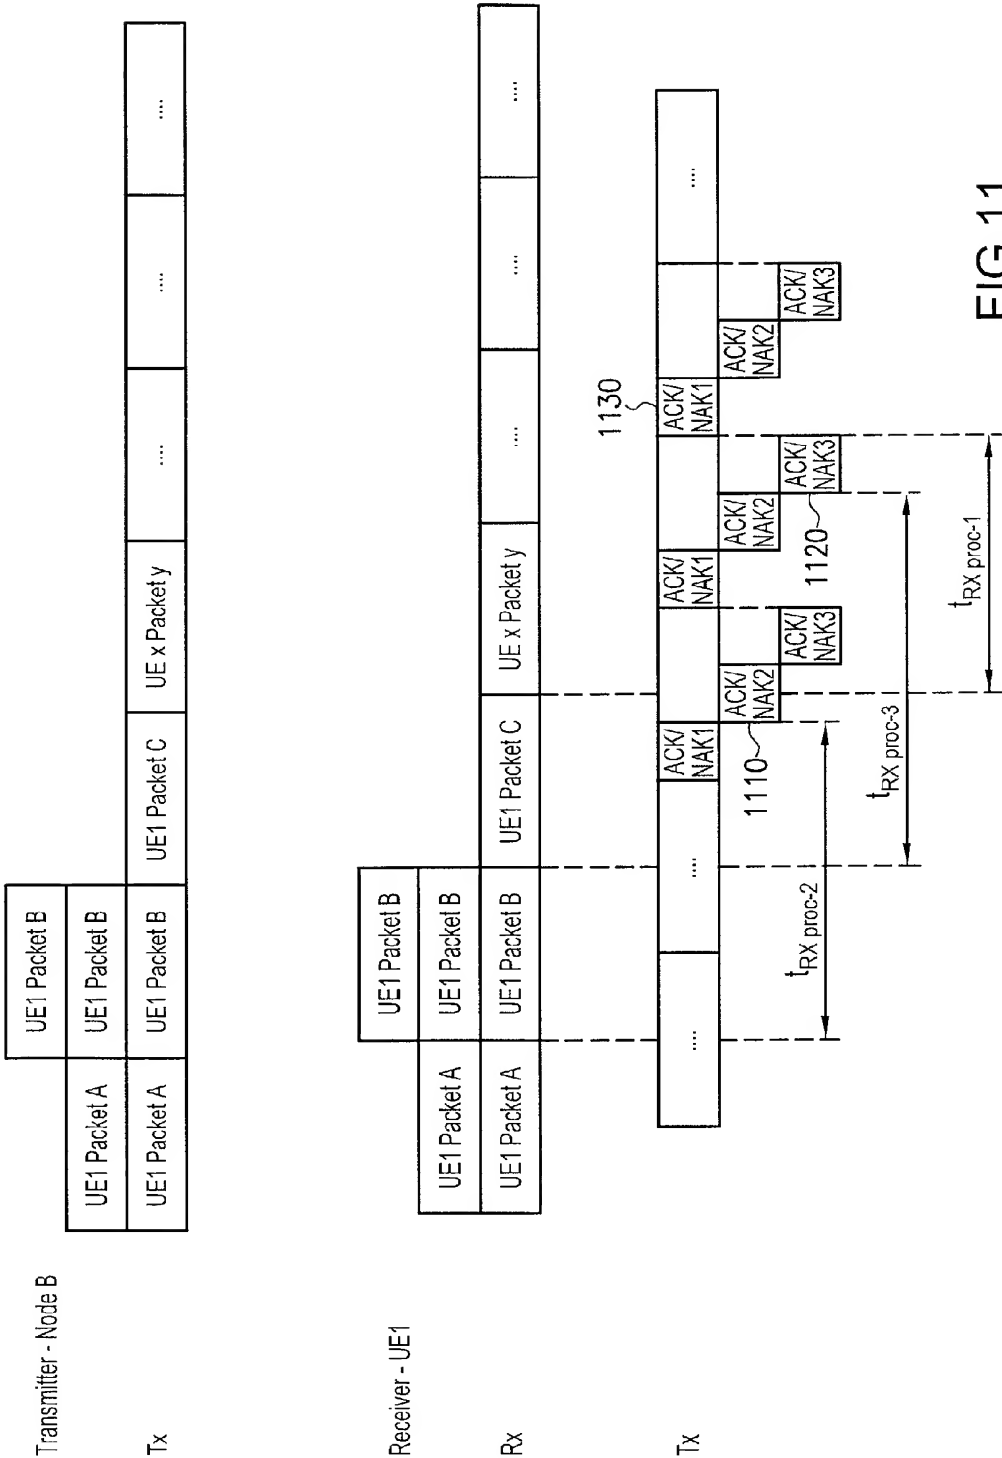 Transmitter - Node B
UE1 Packet B
UE1 Packet A
UE1 Packet B
Tx
UE1 Packet A
UE1 Packet B
UE1 Packet C
UE x Packet y
....
....
....
Receiver - UE1
UE1 Packet B
UE1 Packet A
UE1 Packet B
Rx
UE1 Packet A
UE1 Packet B
UE1 Packet C
UE x Packet y
....
....
....
1130
Tx
....
....
ACK/
NAK1
ACK/
NAK1
ACK/
NAK1
....
1110
ACK/
NAK2
ACK/
NAK2
ACK/
NAK2
ACK/
NAK3
1120
ACK/
NAK3
ACK/
NAK3
tRX proc-2
tRX proc-3
tRX proc-1
FIG.11